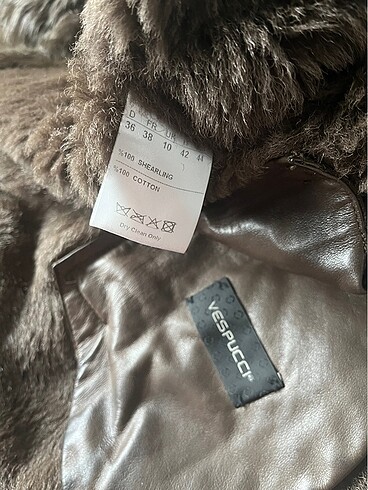 D FR UK
36 38 10 42 44
%100 SHEARLING
%100 COTTON
Dry Clean Only
VESPUCCI